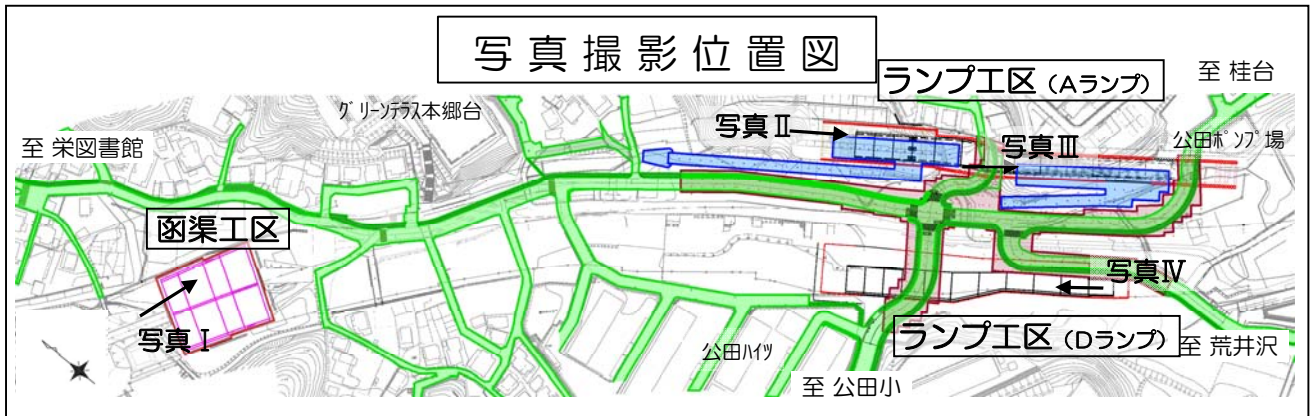 写真撮影位置図
ランプ工区（Aランプ）
至 桂台
グリーンテラス本郷台
写真Ⅱ
写真Ⅲ
公田ポンプ場
至 栄図書館
函渠工区
写真Ⅰ
写真Ⅳ
ランプ工区（Dランプ）
公田ハイツ
至 荒井沢
至 公田小